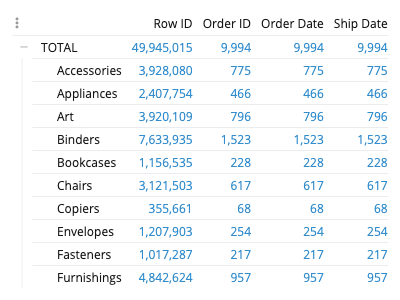 Row ID Order ID Order Date Ship Date
TOTAL 49,945,015 9,994 9,994 9,994
Accessories 3,928,080 775 775 775
Appliances 2,407,754 466 466 466
Art 3,920,109 796 796 796
Binders 7,633,935 1,523 1,523 1,523
Bookcases 1,156,535 228 228 228
Chairs 3,121,503 617 617 617
Copiers 355,661 68 68 68
Envelopes 1,207,903 254 254 254
Fasteners 1,017,287 217 217 217
Furnishings 4,842,624 957 957 957